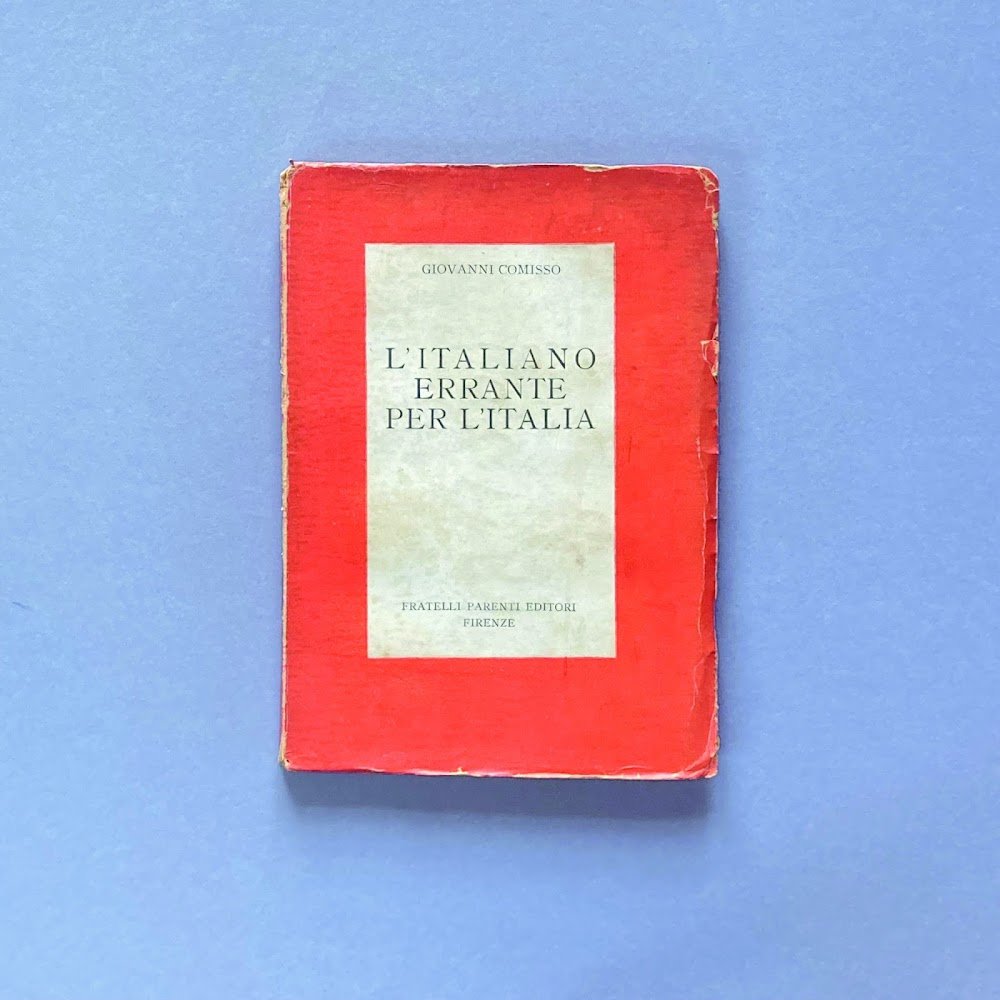 GIOVANNI COMISSO
L'ITALIANO
ERRANTE
PER L'ITALIA
FRATELLI PARENTI EDITORI
FIRENZE